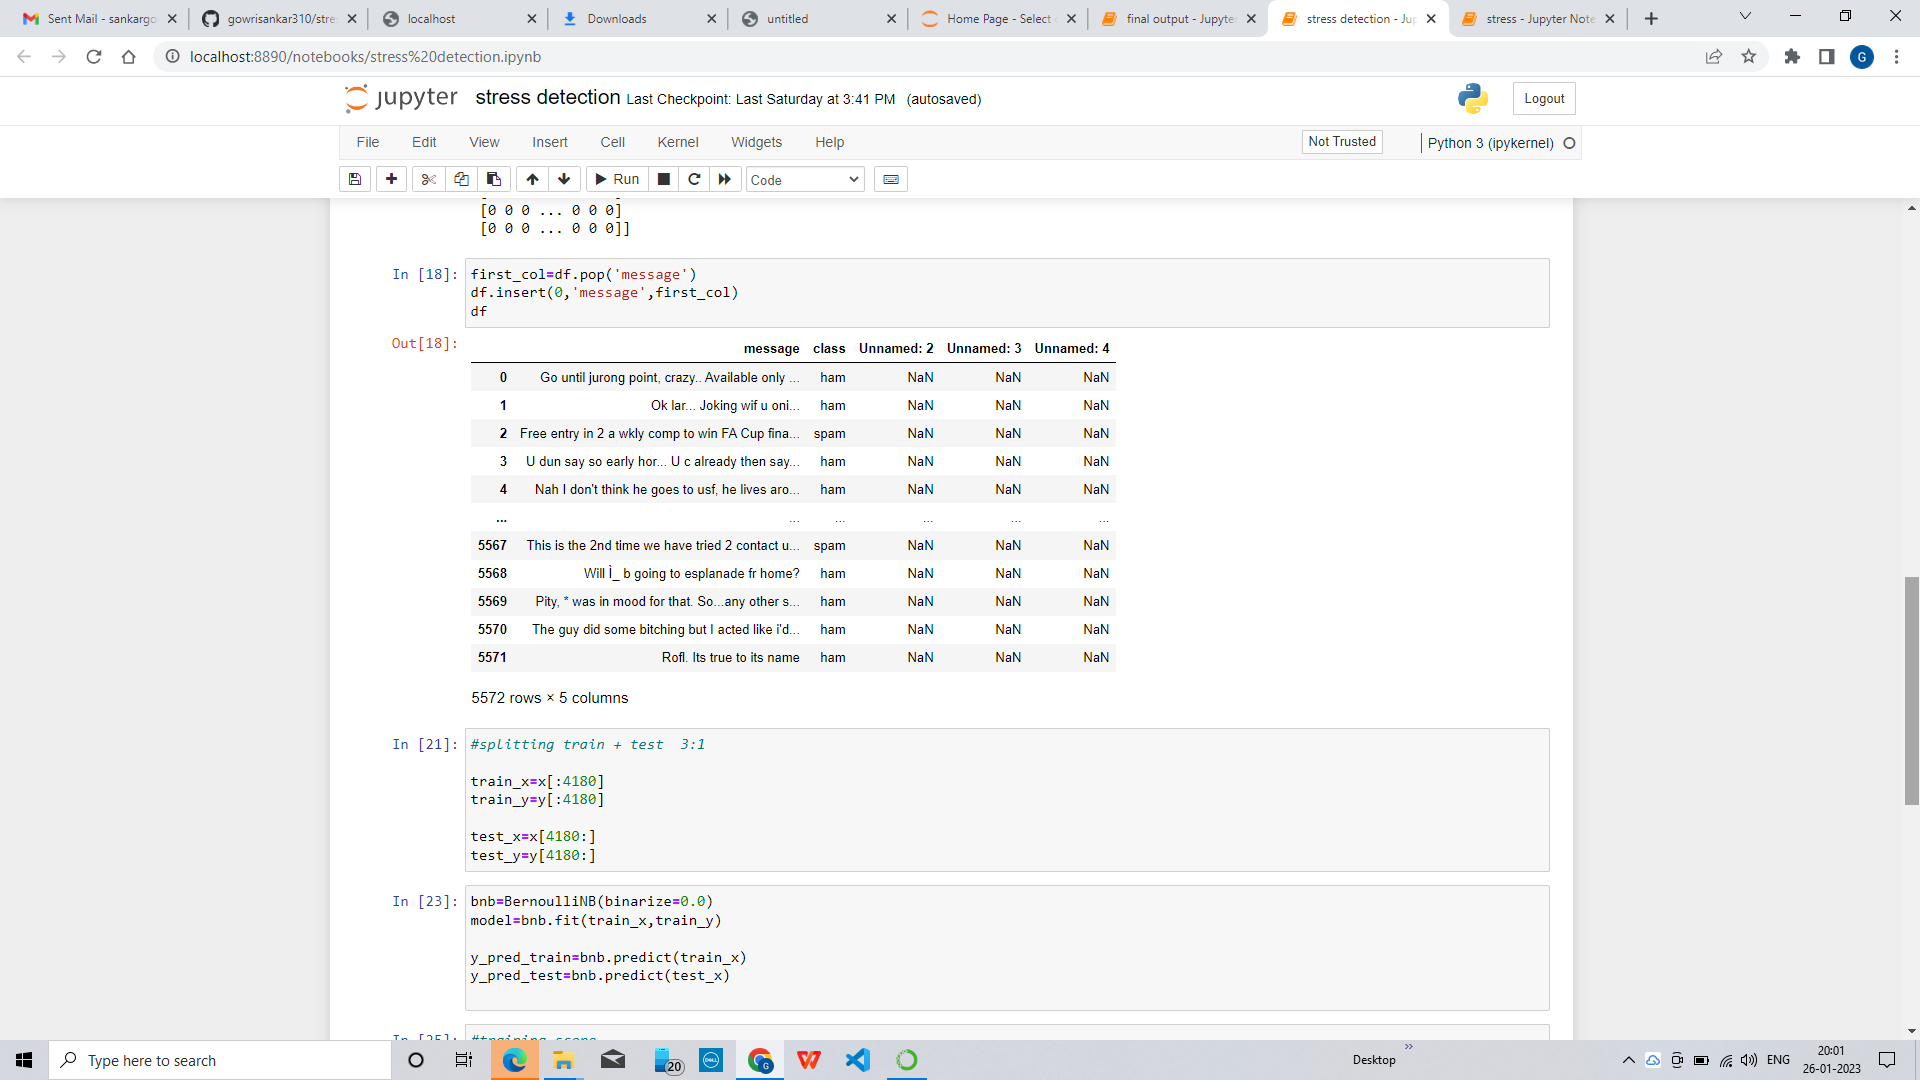 Sent Mail - sankargo
gowrisankar310/stre
localhost
Downloads
untitled
Home Page - Select
final output - Jupyte
stress detection - Jup
stress - Jupyter Note
localhost:8890/notebooks/stress%20detection.ipynb
G
jupyter stress detection Last Checkpoint: Last Saturday at 3:41 PM (autosaved)
Logout
File Edit View Insert Cell Kernel Widgets Help
Not Trusted
Python 3 (ipykernel)
Run
Code
[0 0 0 ... 0 0 0]
[0 0 0 ... 0 0 0]]
In [18]: first_col=df.pop('message')
df.insert(0,'message',first_col)
df
Out[18]:
message class Unnamed: 2 Unnamed: 3 Unnamed: 4
0 Go until jurong point, crazy.. Available only ... ham NaN NaN NaN
1 Ok lar... Joking wif u oni... ham NaN NaN NaN
2 Free entry in 2 a wkly comp to win FA Cup fina... spam NaN NaN NaN
3 U dun say so early hor... U c already then say... ham NaN NaN NaN
4 Nah I don't think he goes to usf, he lives aro... ham NaN NaN NaN
... ... ... ... ... ...
5567 This is the 2nd time we have tried 2 contact u... spam NaN NaN NaN
5568 Will Ì_ b going to esplanade fr home? ham NaN NaN NaN
5569 Pity, * was in mood for that. So...any other s... ham NaN NaN NaN
5570 The guy did some bitching but I acted like i'd... ham NaN NaN NaN
5571 Rofl. Its true to its name ham NaN NaN NaN
5572 rows × 5 columns
In [21]: #splitting train + test  3:1
train_x=x[:4180]
train_y=y[:4180]
test_x=x[4180:]
test_y=y[4180:]
In [23]: bnb=BernoulliNB(binarize=0.0)
model=bnb.fit(train_x,train_y)
y_pred_train=bnb.predict(train_x)
y_pred_test=bnb.predict(test_x)
In [25]: #training score
Type here to search
20
DELL
G
Desktop
ENG
20:01
26-01-2023